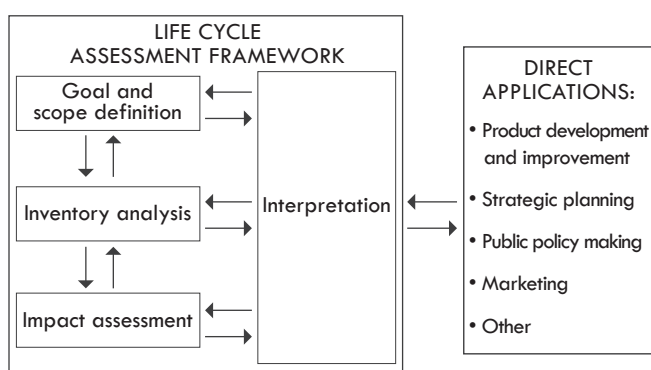 LIFE CYCLE
ASSESSMENT FRAMEWORK
Goal and
scope definition
Inventory analysis
Impact assessment
Interpretation
DIRECT
APPLICATIONS:
• Product development
and improvement
• Strategic planning
• Public policy making
• Marketing
• Other